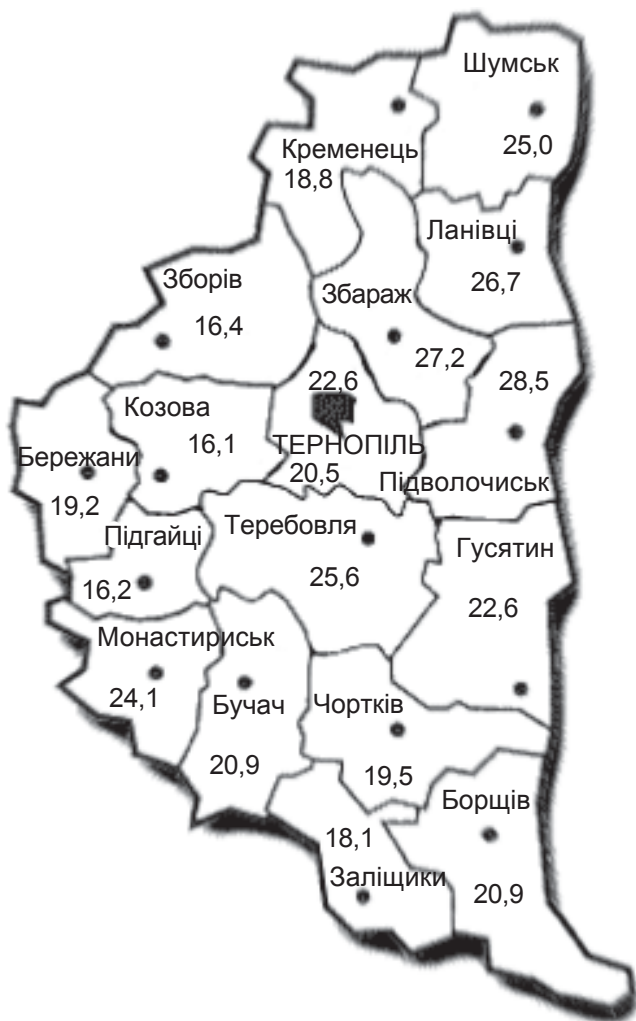 Шумськ
25,0
Кременець
18,8
Ланівці
26,7
Зборів
16,4
Збараж
27,2
28,5
Підволочиськ
22,6
ТЕРНОПІЛЬ
20,5
Козова
16,1
Бережани
19,2
Підгайці
16,2
Теребовля
25,6
Гусятин
22,6
Монастириськ
24,1
Бучач
20,9
Чортків
19,5
Борщів
20,9
18,1
Заліщики